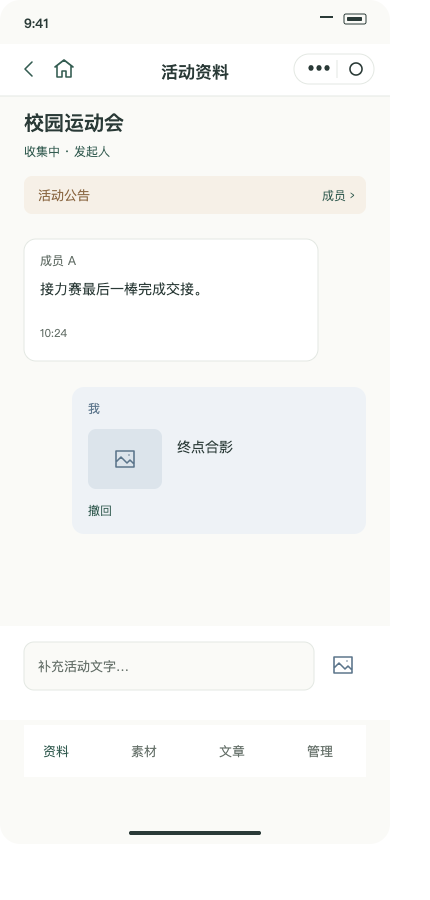 9:41
活动资料
校园运动会
收集中 · 发起人
活动公告
成员 >
成员 A
接力赛最后一棒完成交接。
10:24
我
终点合影
撤回
补充活动文字...
资料
素材
文章
管理